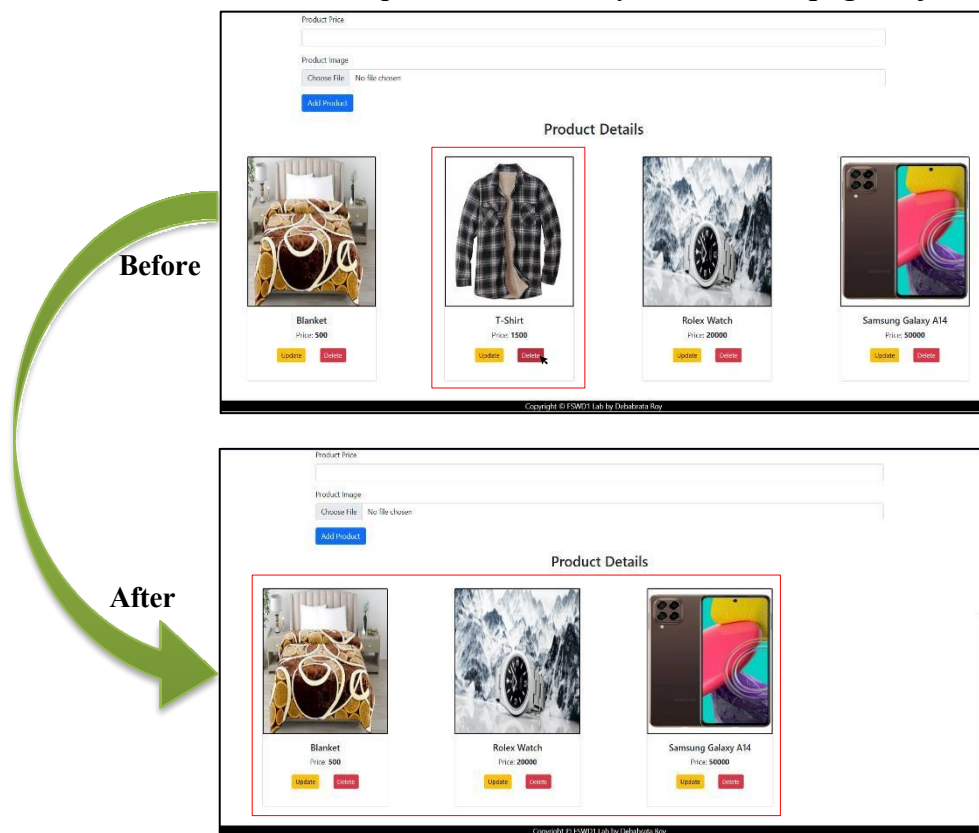 Product Price
Product Image
Choose File No file chosen
Add Product
Product Details
Before
Blanket T-Shirt Rolex Watch Samsung Galaxy A14
Price: 500 Price: 1500 Price: 20000 Price: 50000
Update Delete Update Delete Update Delete Update Delete
Copyright © FSWD1 Lab by Debabrata Roy
Product Price
Product Image
Choose File No file chosen
Add Product
Product Details
After
Blanket Rolex Watch Samsung Galaxy A14
Price: 500 Price: 20000 Price: 50000
Update Delete Update Delete Update Delete
Copyright © FSWD1 Lab by Debabrata Roy